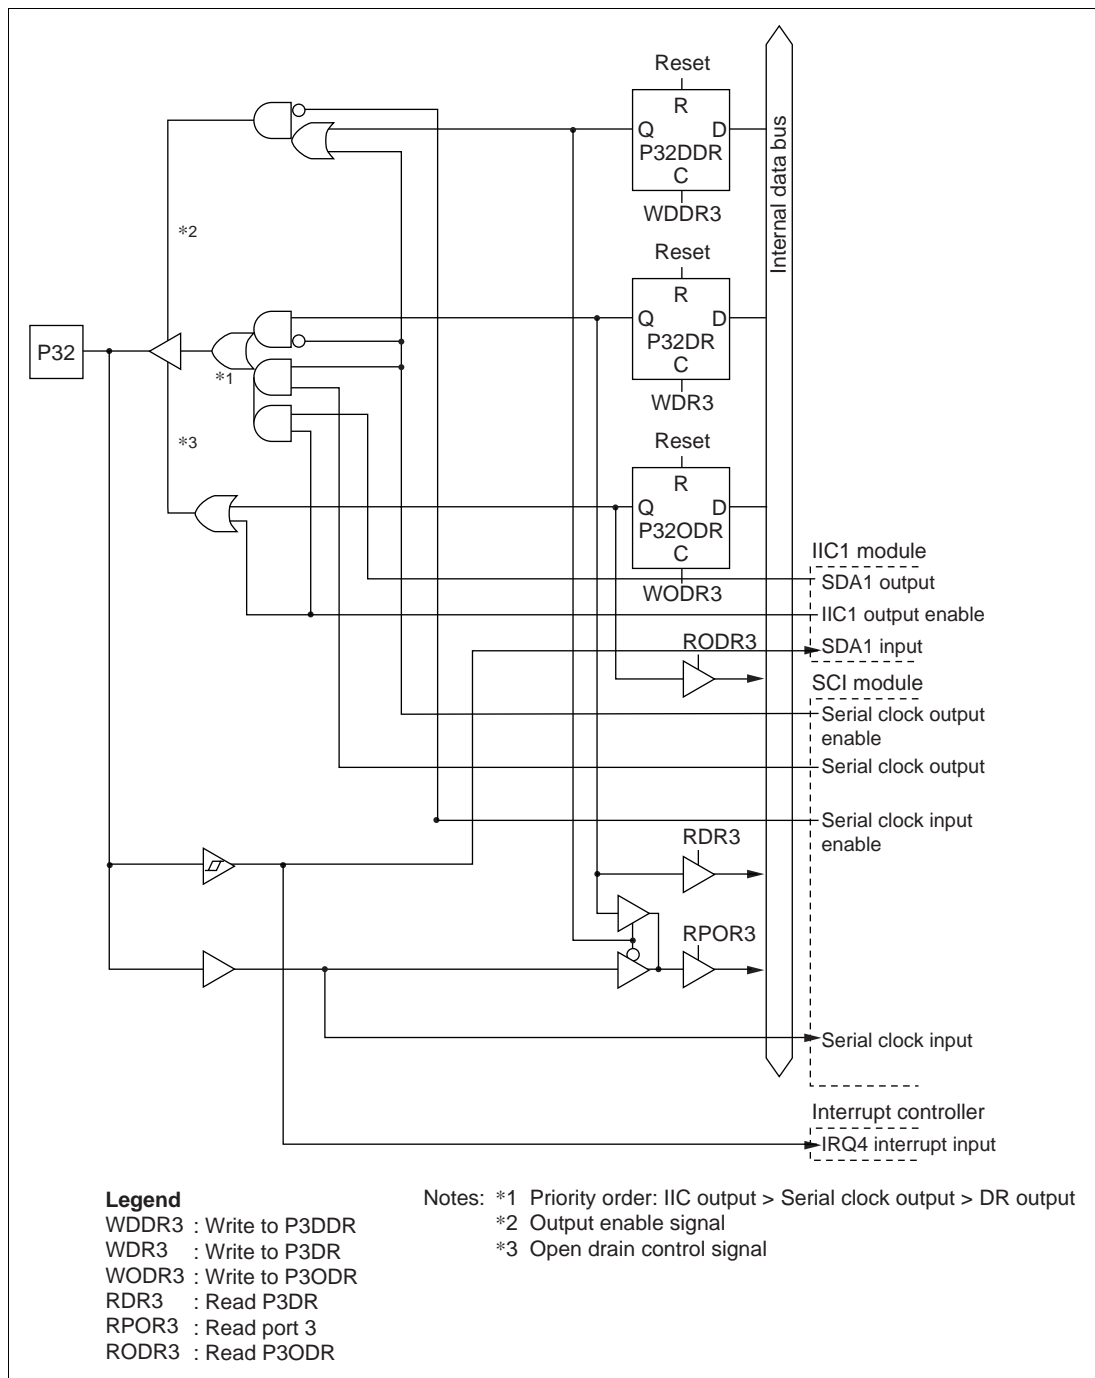 Reset
R
Q D
P32DDR
C
WDDR3
Internal data bus
*2
Reset
R
Q D
P32DR
C
WDR3
P32
*1
*3
Reset
R
Q D
P32ODR
C
WODR3
IIC1 module
SDA1 output
IIC1 output enable
SDA1 input
RODR3
SCI module
Serial clock output
enable
Serial clock output
Serial clock input
enable
RDR3
RPOR3
Serial clock input
Interrupt controller
IRQ4 interrupt input
Legend
WDDR3 : Write to P3DDR
WDR3 : Write to P3DR
WODR3 : Write to P3ODR
RDR3 : Read P3DR
RPOR3 : Read port 3
RODR3 : Read P3ODR
Notes: *1 Priority order: IIC output > Serial clock output > DR output
*2 Output enable signal
*3 Open drain control signal